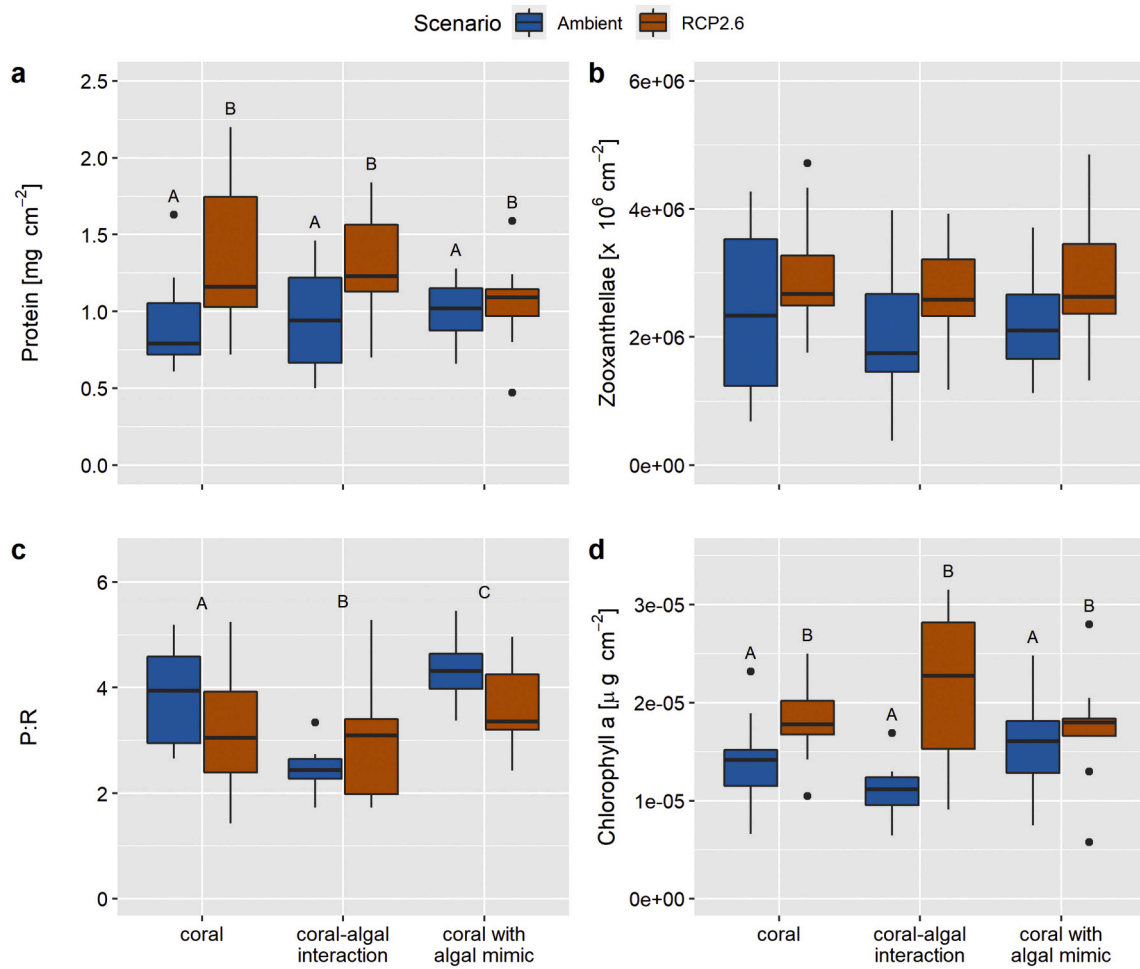 Scenario Ambient RCP2.6
a
Protein [mg cm⁻²]
2.5
2.0
1.5
1.0
0.5
0.0
A B A B A B
b
Zooxanthellae [x 10⁶ cm⁻²]
6e+06
4e+06
2e+06
0e+00
c
P:R
6
4
2
0
A B C
coral
coral-algal
interaction
coral with
algal mimic
d
Chlorophyll a [μ g cm⁻²]
3e-05
2e-05
1e-05
0e+00
A B A B A B
coral
coral-algal
interaction
coral with
algal mimic